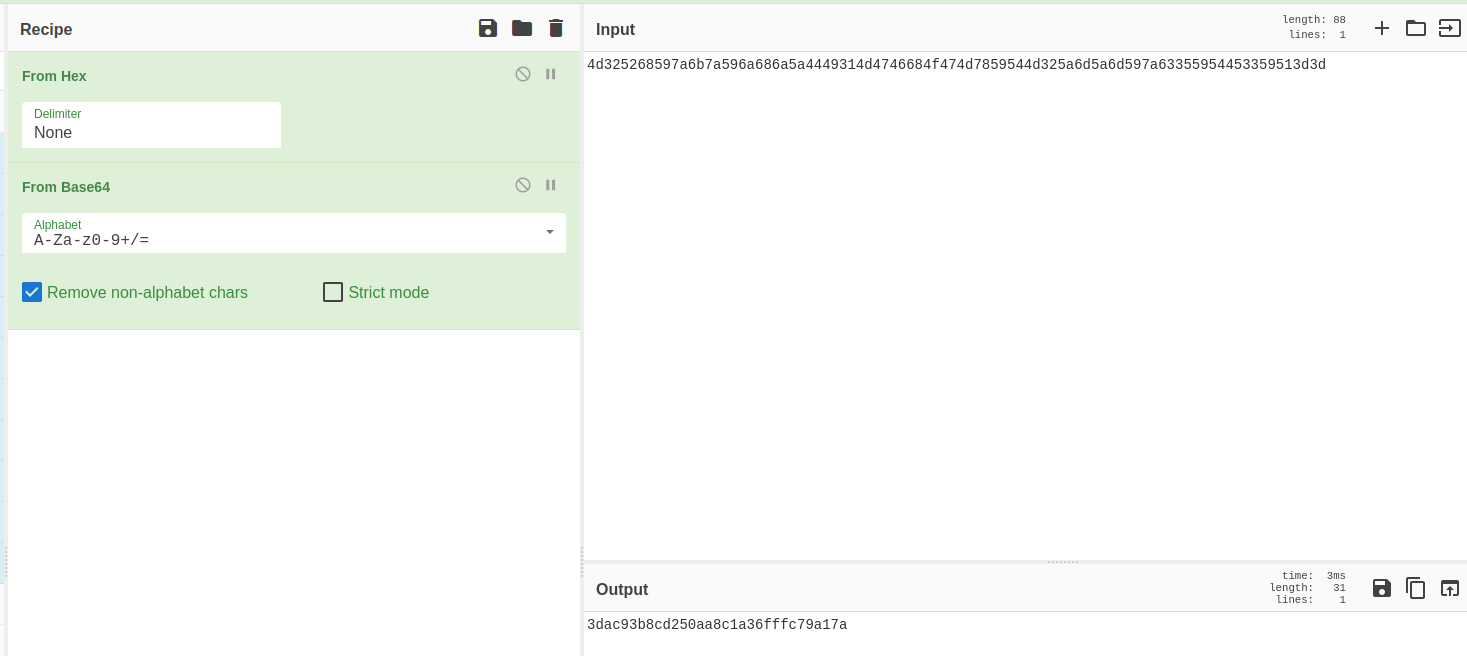 Recipe
From Hex
Delimiter
None
From Base64
Alphabet
A-Za-z0-9+/=
Remove non-alphabet chars Strict mode
Input
length: 88
lines: 1
4d325268597a6b7a596a686a5a4449314d4746684f474d7859544d325a6d5a6d597a63355954453359513d3d
Output
time: 3ms
length: 31
lines: 1
3dac93b8cd250aa8c1a36fffc79a17a